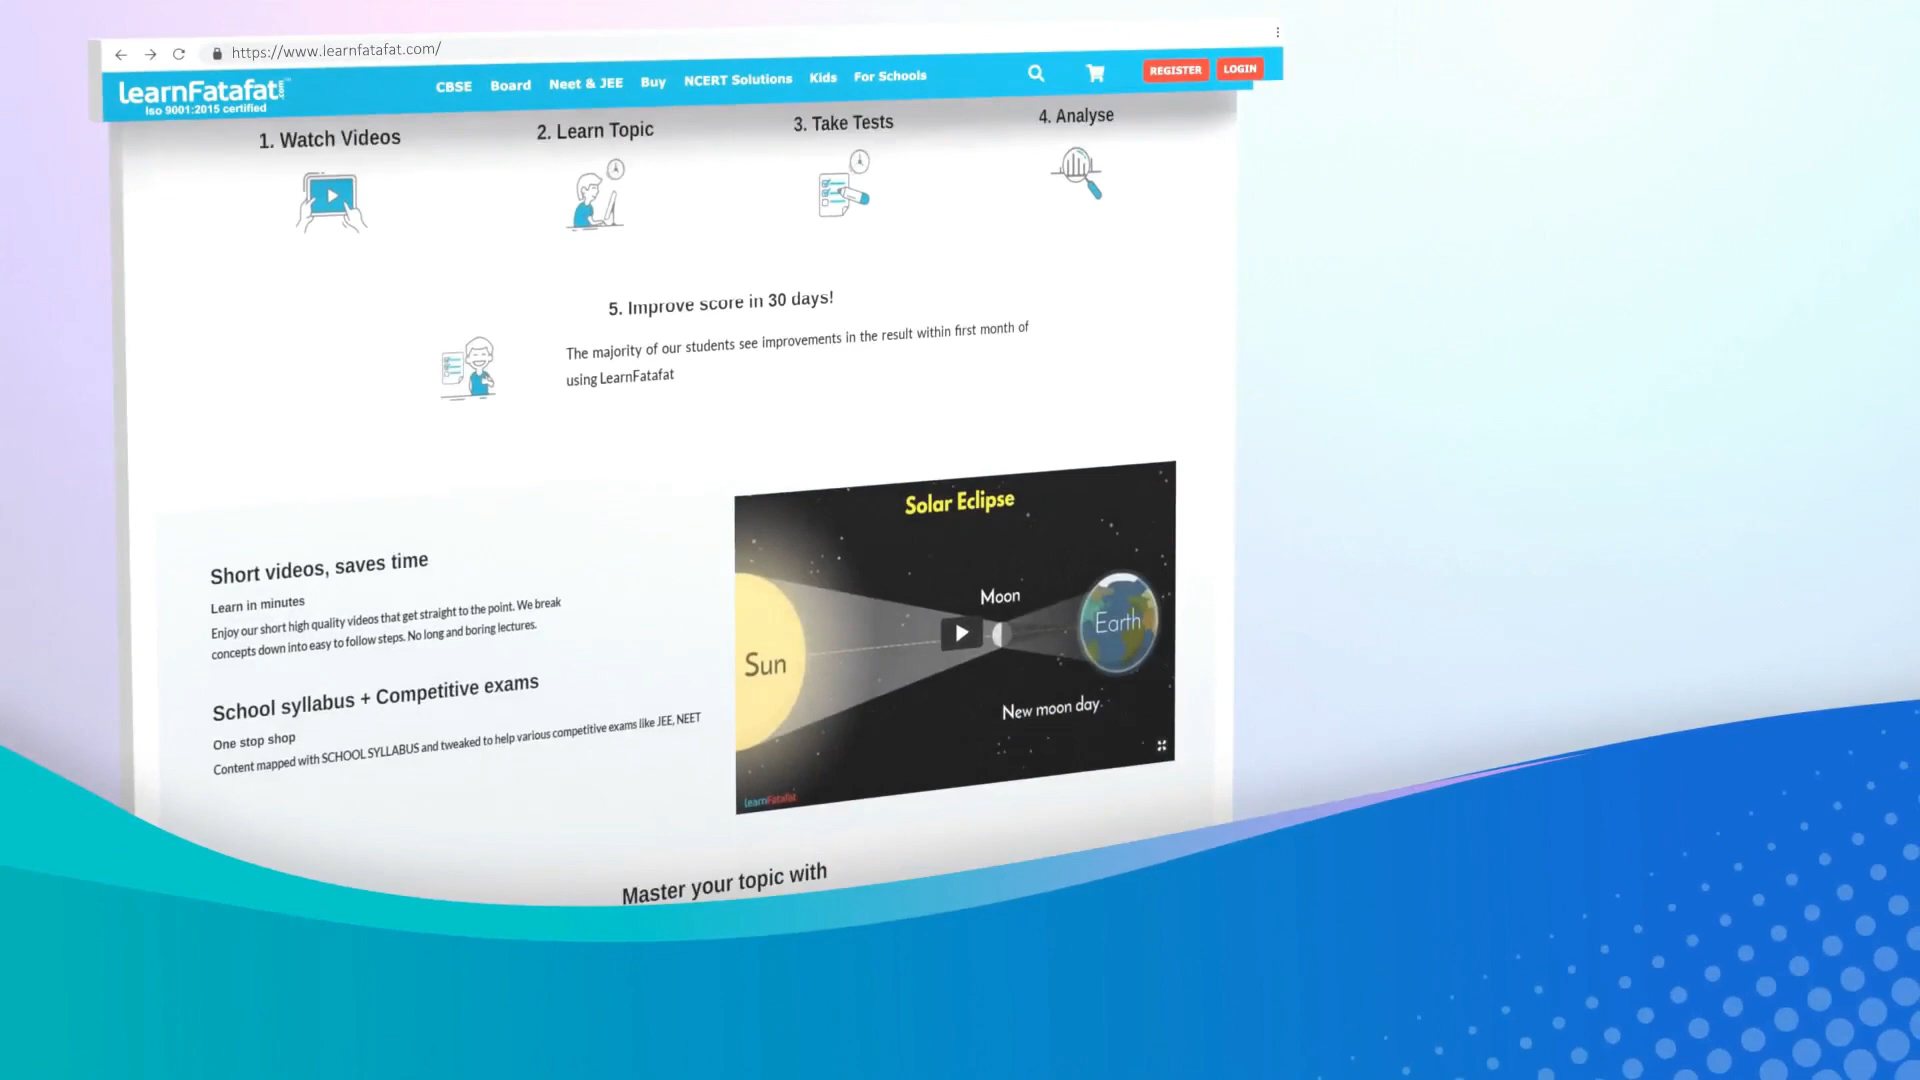 https://www.learnfatafat.com/
learnFatafat.com
Iso 9001:2015 certified
CBSE Board Neet & JEE Buy NCERT Solutions Kids For Schools
REGISTER LOGIN
1. Watch Videos
2. Learn Topic
3. Take Tests
4. Analyse
5. Improve score in 30 days!
The majority of our students see improvements in the result within first month of
using LearnFatafat
Short videos, saves time
Learn in minutes
Enjoy our short high quality videos that get straight to the point. We break
concepts down into easy to follow steps. No long and boring lectures.
School syllabus + Competitive exams
One stop shop
Content mapped with SCHOOL SYLLABUS and tweaked to help various competitive exams like JEE, NEET
Solar Eclipse
Moon
Earth
Sun
New moon day
learnFatafat
Master your topic with